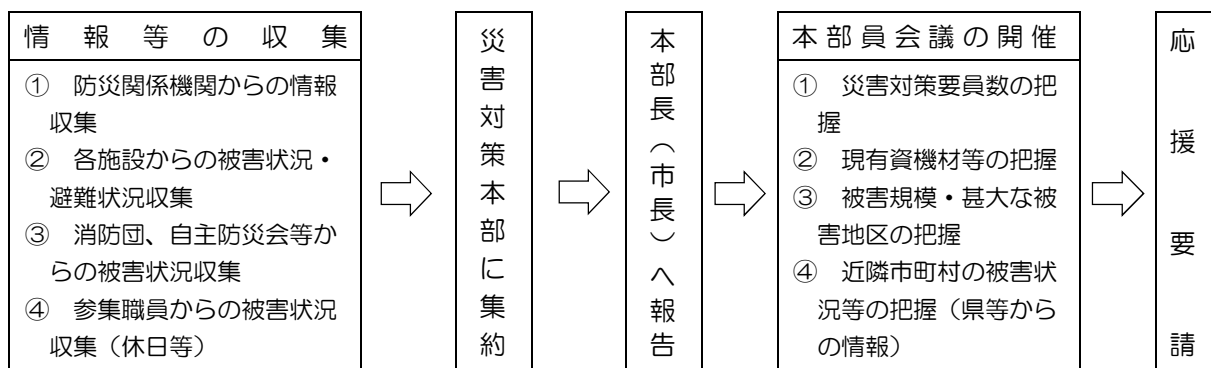 情報等の収集
① 防災関係機関からの情報
収集
② 各施設からの被害状況・
避難状況収集
③ 消防団、自主防災会等か
らの被害状況収集
④ 参集職員からの被害状況
収集（休日等）
災害対策本部に集約
本部長（市長）へ報告
本部員会議の開催
① 災害対策要員数の把
握
② 現有資機材等の把握
③ 被害規模・甚大な被
害地区の把握
④ 近隣市町村の被害状
況等の把握（県等から
の情報）
応援要請